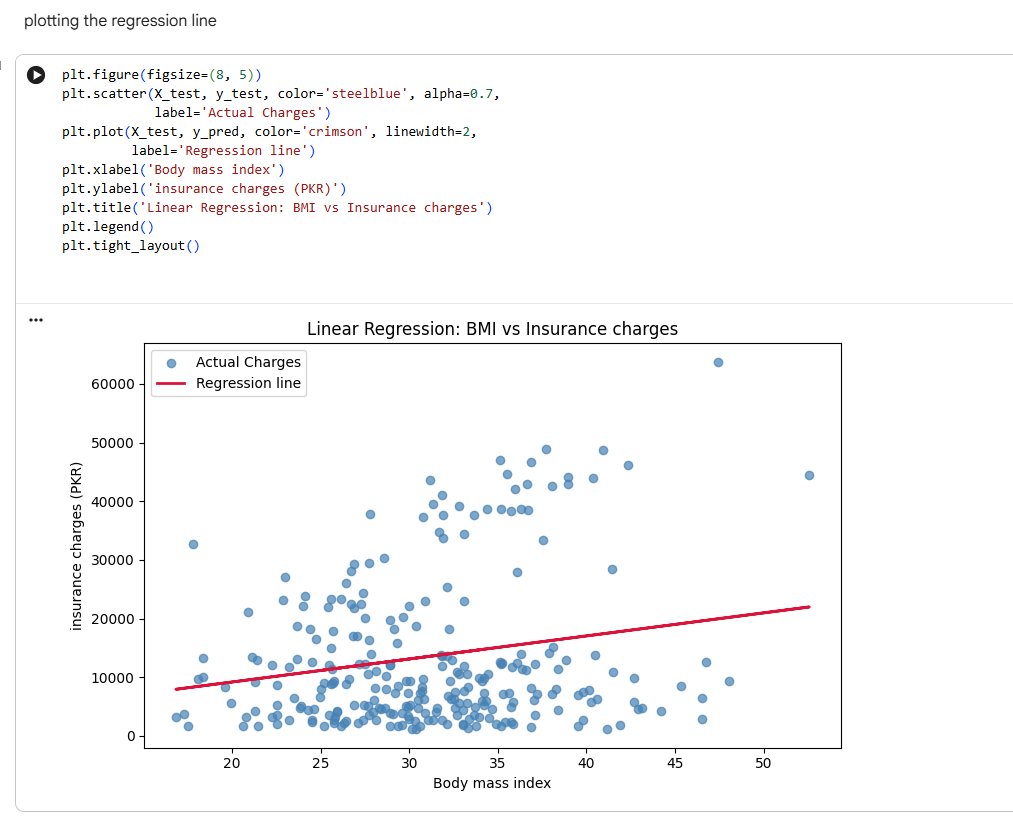 plotting the regression line
plt.figure(figsize=(8, 5))
plt.scatter(X_test, y_test, color='steelblue', alpha=0.7,
            label='Actual Charges')
plt.plot(X_test, y_pred, color='crimson', linewidth=2,
         label='Regression line')
plt.xlabel('Body mass index')
plt.ylabel('insurance charges (PKR)')
plt.title('Linear Regression: BMI vs Insurance charges')
plt.legend()
plt.tight_layout()
Linear Regression: BMI vs Insurance charges
Actual Charges
Regression line
insurance charges (PKR)
60000
50000
40000
30000
20000
10000
0
20 25 30 35 40 45 50
Body mass index